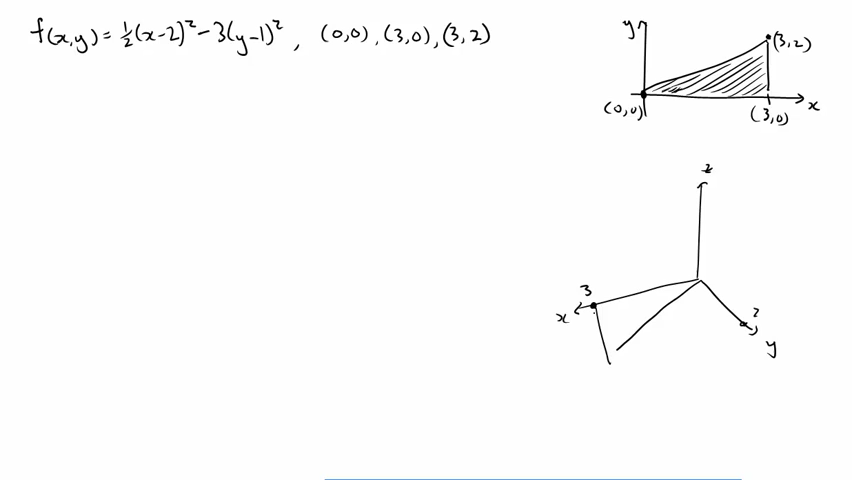 f(x,y) = ½(x-2)² - 3(y-1)² , (0,0) , (3,0) , (3,2)
y
(3,2)
(0,0)
(3,0)
x
z
3
x
2
y